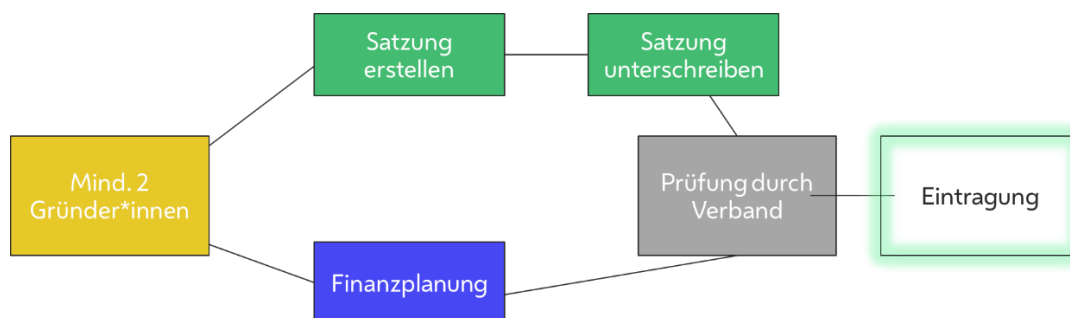 Satzung
erstellen
Satzung
unterschreiben
Mind. 2
Gründer*innen
Prüfung durch
Verband
Eintragung
Finanzplanung